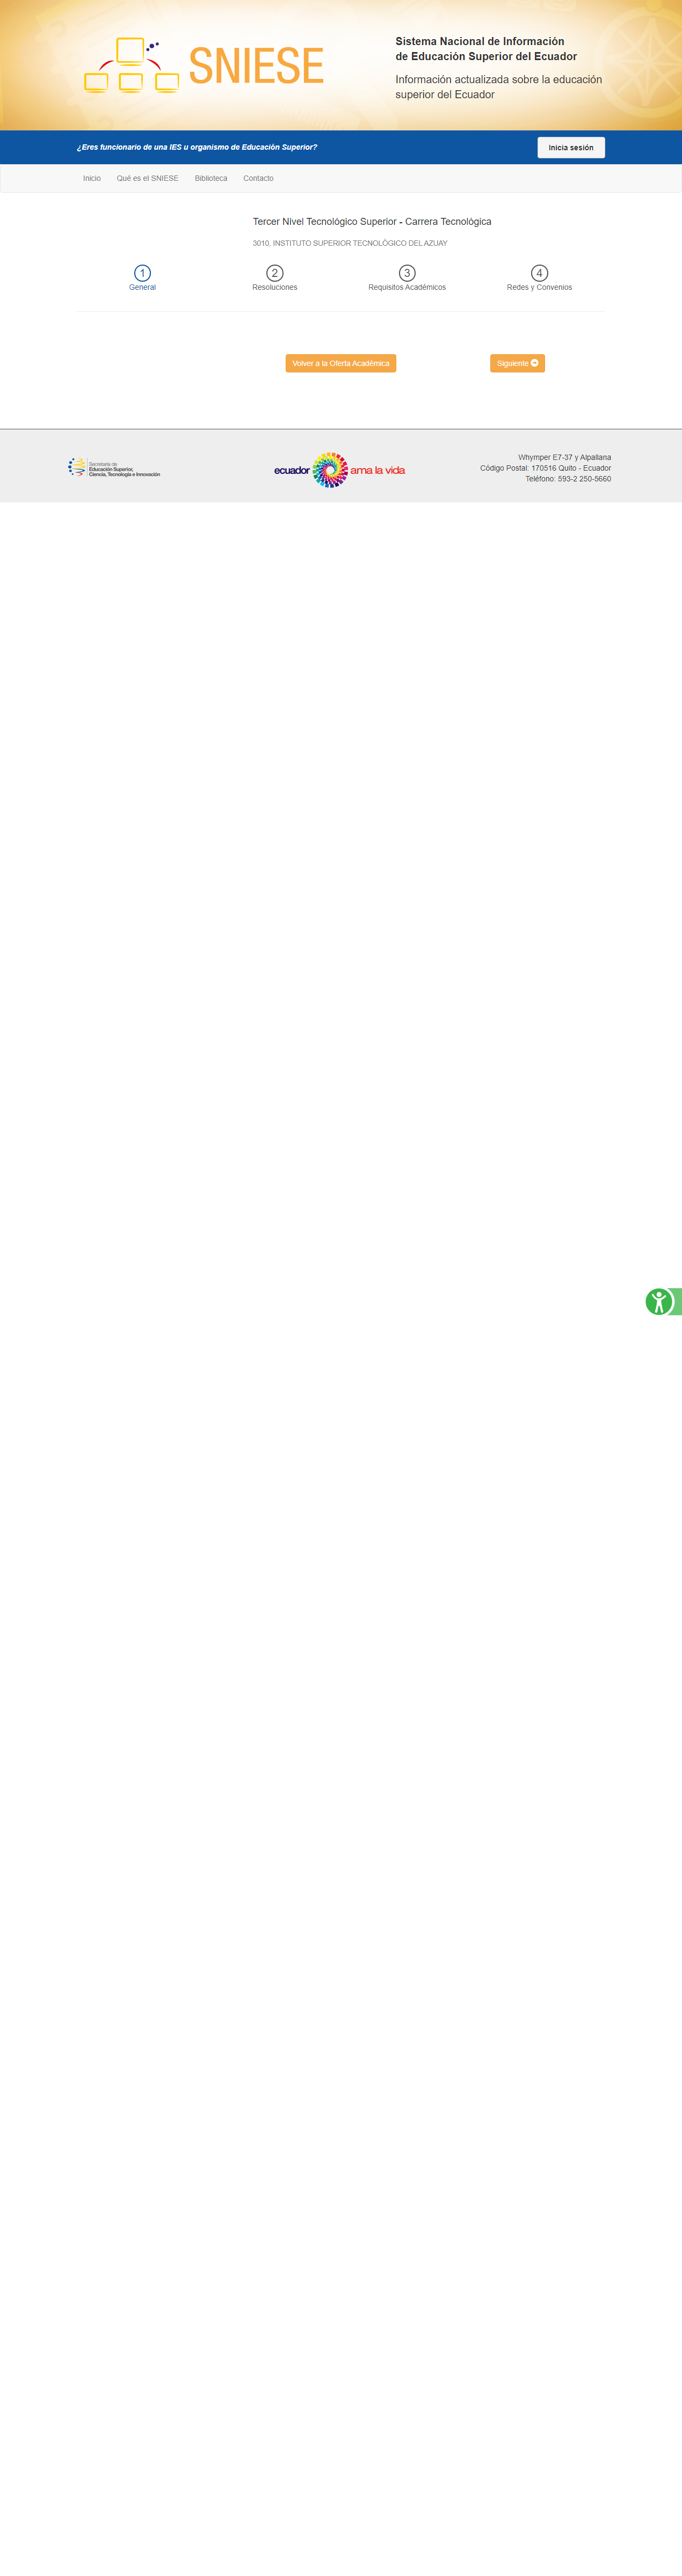 SNIESE
Sistema Nacional de Información
de Educación Superior del Ecuador
Información actualizada sobre la educación
superior del Ecuador
¿Eres funcionario de una IES u organismo de Educación Superior?
Inicia sesión
Inicio
Qué es el SNIESE
Biblioteca
Contacto
Tercer Nivel Tecnológico Superior - Carrera Tecnológica
3010, INSTITUTO SUPERIOR TECNOLÓGICO DEL AZUAY
1
General
2
Resoluciones
3
Requisitos Académicos
4
Redes y Convenios
Volver a la Oferta Académica
Siguiente
Secretaría de
Educación Superior,
Ciencia, Tecnología e Innovación
ecuador ama la vida
Whymper E7-37 y Alpallana
Código Postal: 170516 Quito - Ecuador
Teléfono: 593-2 250-5660